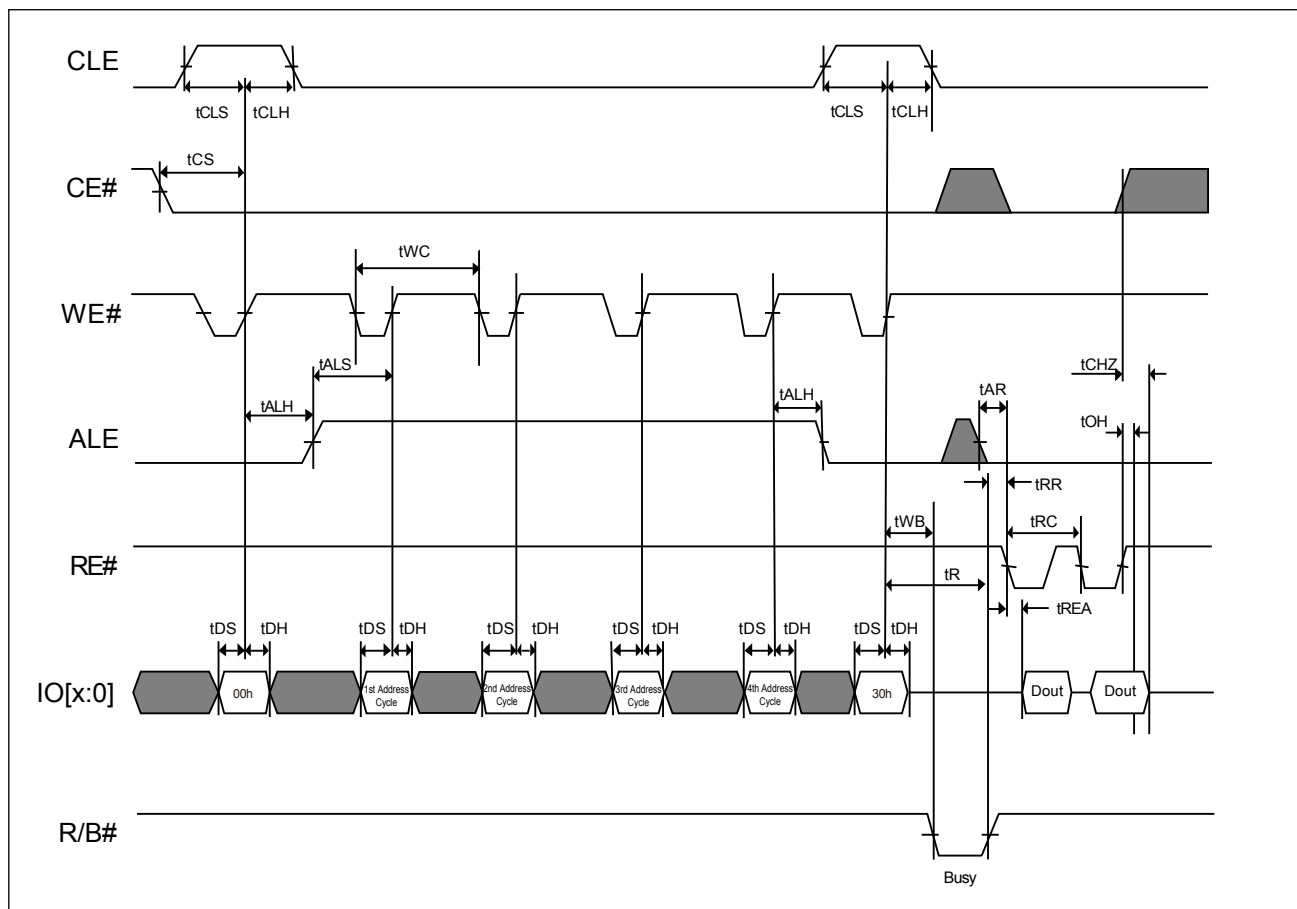 CLE
tCLS tCLH tCLS tCLH
tCS
CE#
tWC
WE#
tALS tCHZ
tALH tALH tAR
ALE tOH
tRR
tWB tRC
RE#
tR
tREA
tDS tDH tDS tDH tDS tDH tDS tDH tDS tDH tDS tDH
IO[x:0] 00h 1st Address Cycle 2nd Address Cycle 3rd Address Cycle 4th Address Cycle 30h Dout Dout
R/B#
Busy